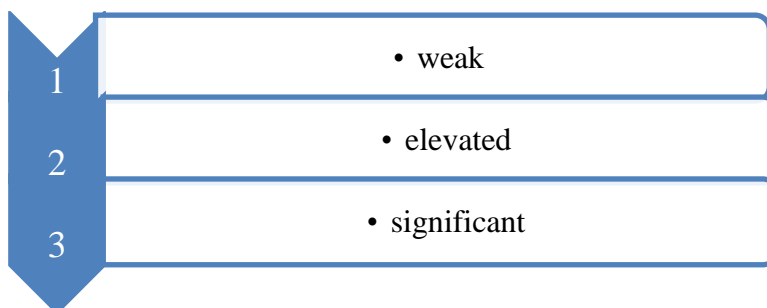 1
• weak
2
• elevated
3
• significant